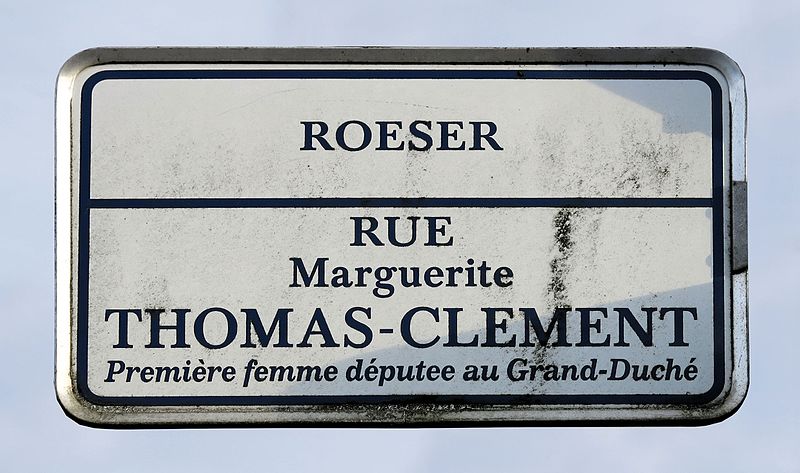 ROESER
RUE
Marguerite
THOMAS-CLEMENT
Première femme députee au Grand-Duché